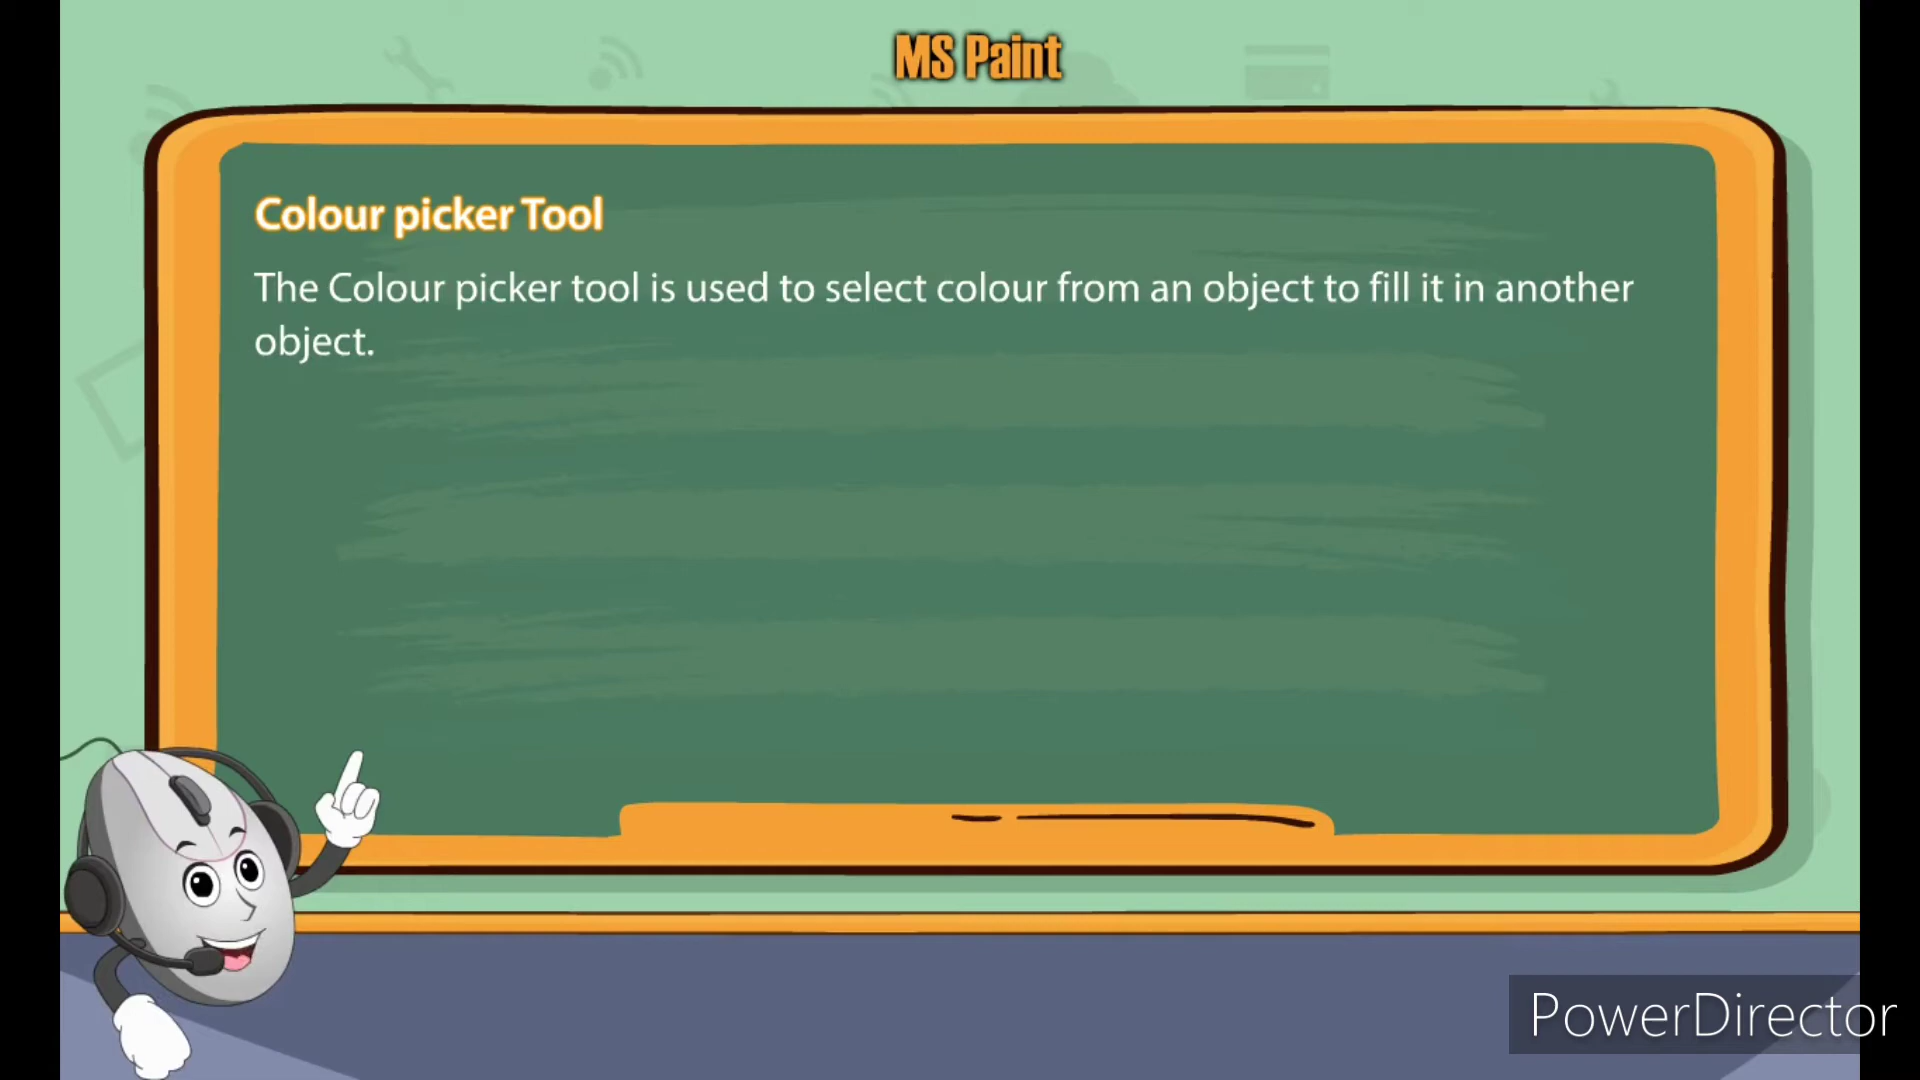 MS Paint
Colour picker Tool
The Colour picker tool is used to select colour from an object to fill it in another
object.
PowerDirector